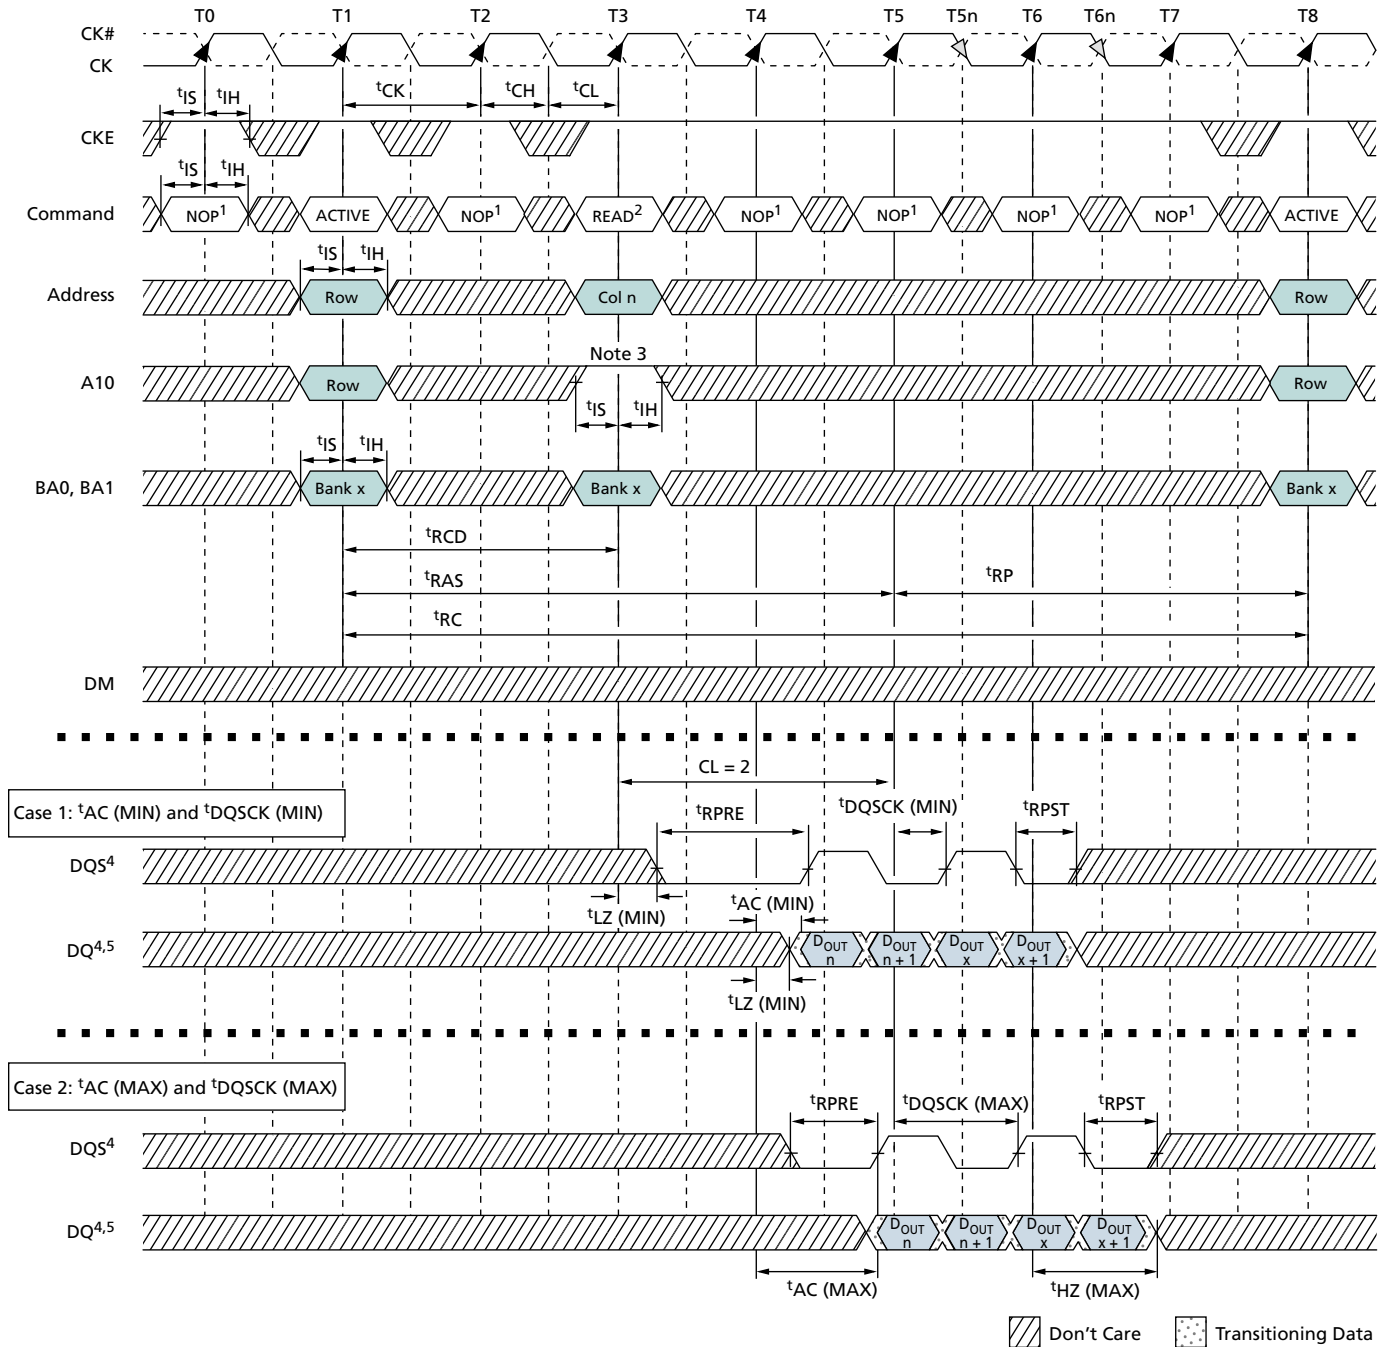 T0 T1 T2 T3 T4 T5 T5n T6 T6n T7 T8
CK#
CK
tCK tCH tCL
tIS tIH
CKE
tIS tIH
Command NOP1 ACTIVE NOP1 READ2 NOP1 NOP1 NOP1 NOP1 ACTIVE
tIS tIH
Address Row Col n Row
Note 3
A10 Row Row
tIS tIH
tIS tIH
BA0, BA1 Bank x Bank x Bank x
tRCD
tRAS tRP
tRC
DM
CL = 2
Case 1: tAC (MIN) and tDQSCK (MIN)
tRPRE tDQSCK (MIN) tRPST
DQS4
tLZ (MIN) tAC (MIN)
DQ4,5 DOUT n DOUT n + 1 DOUT x DOUT x + 1
tLZ (MIN)
Case 2: tAC (MAX) and tDQSCK (MAX)
tRPRE tDQSCK (MAX) tRPST
DQS4
DQ4,5 DOUT n DOUT n + 1 DOUT x DOUT x + 1
tAC (MAX) tHZ (MAX)
Don't Care Transitioning Data